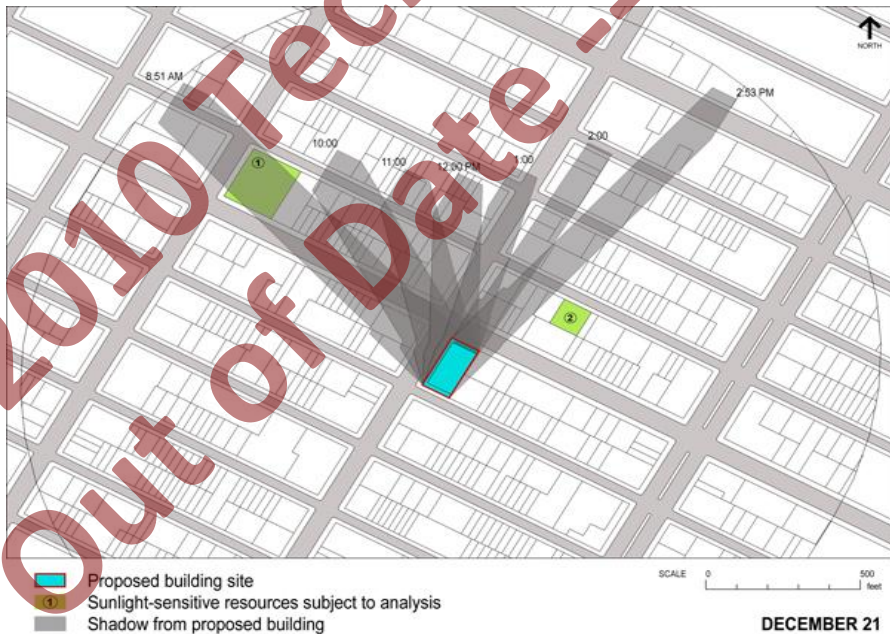 NORTH
8:51 AM
10:00
11:00
12:00 PM
1:00
2:00
2:53 PM
①
②
2010 Tec
Out of Date --
Proposed building site
① Sunlight-sensitive resources subject to analysis
Shadow from proposed building
SCALE 0 500
feet
DECEMBER 21